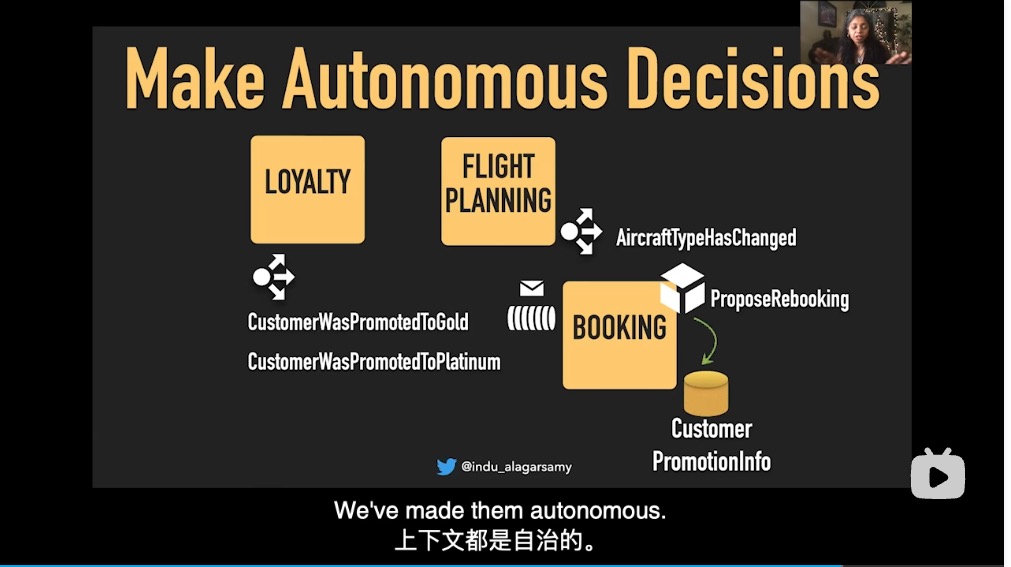 Make Autonomous Decisions
LOYALTY
FLIGHT
PLANNING
AircraftTypeHasChanged
ProposeRebooking
CustomerWasPromotedToGold
BOOKING
CustomerWasPromotedToPlatinum
Customer
PromotionInfo
@indu_alagarsamy
We've made them autonomous.
上下文都是自治的。